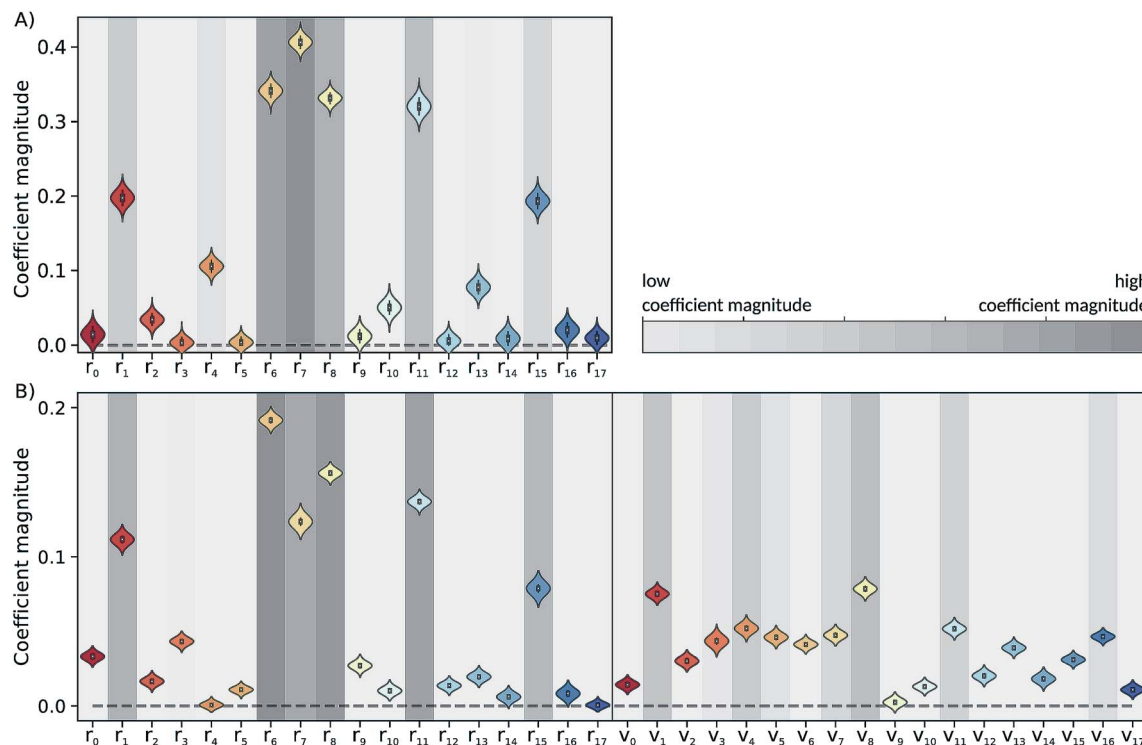 A)
Coefficient magnitude
0.4
0.3
0.2
0.1
0.0
r0 r1 r2 r3 r4 r5 r6 r7 r8 r9 r10 r11 r12 r13 r14 r15 r16 r17
low high
coefficient magnitude coefficient magnitude
B)
Coefficient magnitude
0.2
0.1
0.0
r0 r1 r2 r3 r4 r5 r6 r7 r8 r9 r10 r11 r12 r13 r14 r15 r16 r17 v0 v1 v2 v3 v4 v5 v6 v7 v8 v9 v10 v11 v12 v13 v14 v15 v16 v17